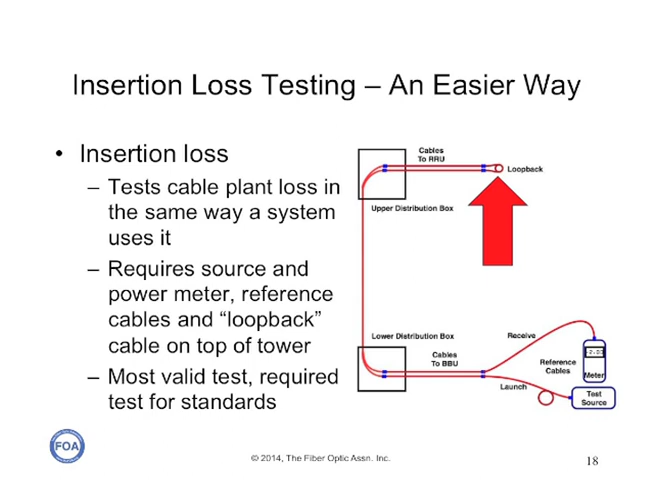 Insertion Loss Testing – An Easier Way
• Insertion loss
– Tests cable plant loss in
the same way a system
uses it
– Requires source and
power meter, reference
cables and “loopback”
cable on top of tower
– Most valid test, required
test for standards
Cables
To RRU
Loopback
Upper Distribution Box
Lower Distribution Box
Receive
Cables
To BBU
Reference
Cables
Meter
Launch
Test
Source
FOA
© 2014, The Fiber Optic Assn. Inc.
18